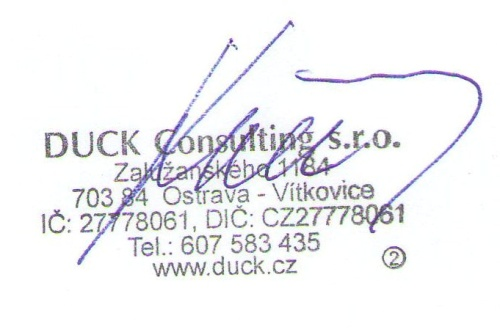 DUCK Consulting s.r.o.
Zalužanského 1184
703 84 Ostrava - Vítkovice
IČ: 27778061, DIČ: CZ27778061
Tel.: 607 583 435
www.duck.cz
2